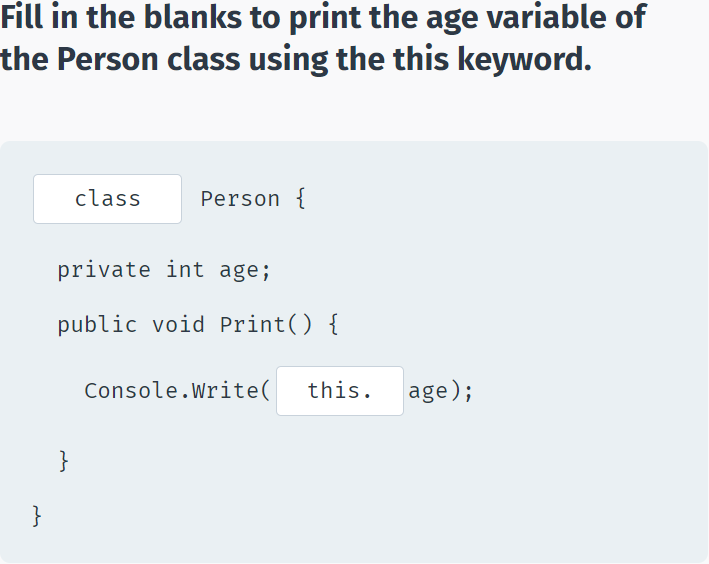 Fill in the blanks to print the age variable of
the Person class using the this keyword.
class Person {
private int age;
public void Print() {
Console.Write( this. age);
}
}